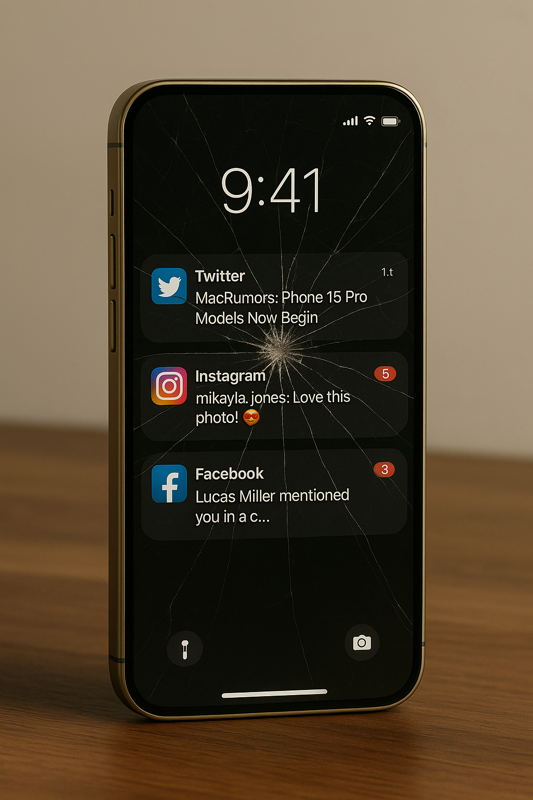 9:41
Twitter
1.t
MacRumors: Phone 15 Pro
Models Now Begin
Instagram
5
mikayla.jones: Love this
photo! 😍
Facebook
3
Lucas Miller mentioned
you in a c...